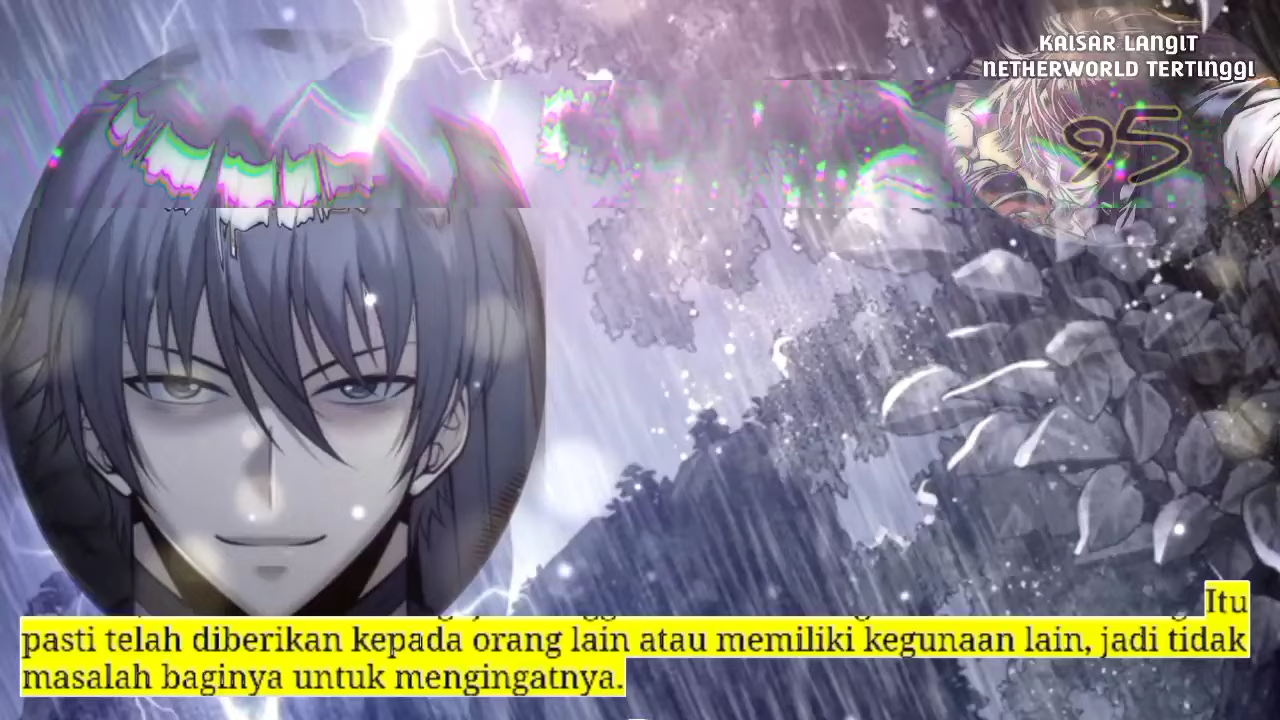 KAISAR LANGIT
NETHERWORLD TERTINGGI
95
Itu
pasti telah diberikan kepada orang lain atau memiliki kegunaan lain, jadi tidak
masalah baginya untuk mengingatnya.